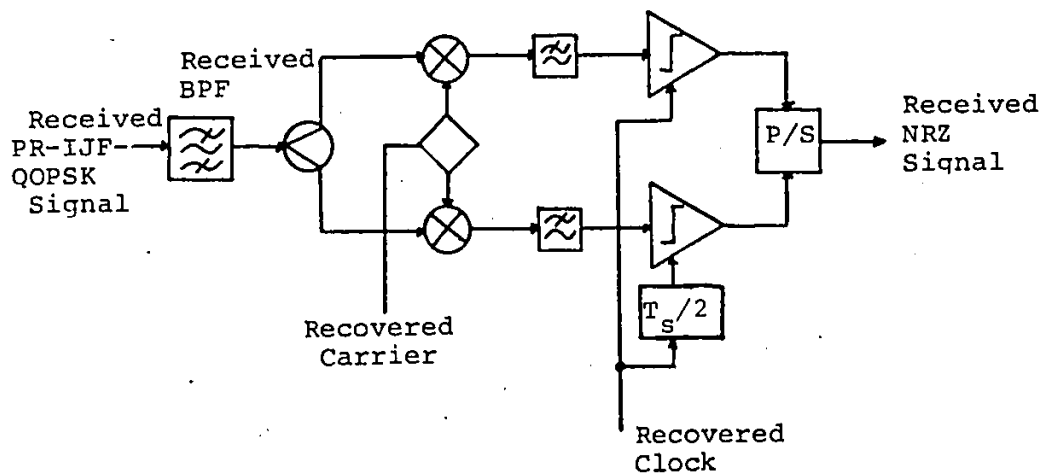 Received
BPF
Received
PR-IJF-
QOPSK
Signal
P/S
Received
NRZ
Signal
T_s/2
Recovered
Carrier
Recovered
Clock